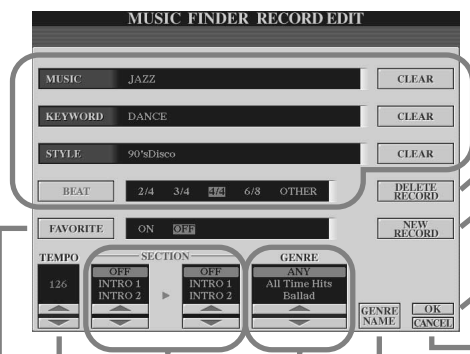 MUSIC FINDER RECORD EDIT
MUSIC JAZZ CLEAR
KEYWORD DANCE CLEAR
STYLE 90'sDisco CLEAR
BEAT 2/4 3/4 4/4 6/8 OTHER DELETE RECORD
FAVORITE ON OFF NEW RECORD
TEMPO SECTION GENRE
OFF OFF ANY
126 INTRO 1 INTRO 1 All Time Hits
INTRO 2 INTRO 2 Ballad
GENRE NAME OK
CANCEL